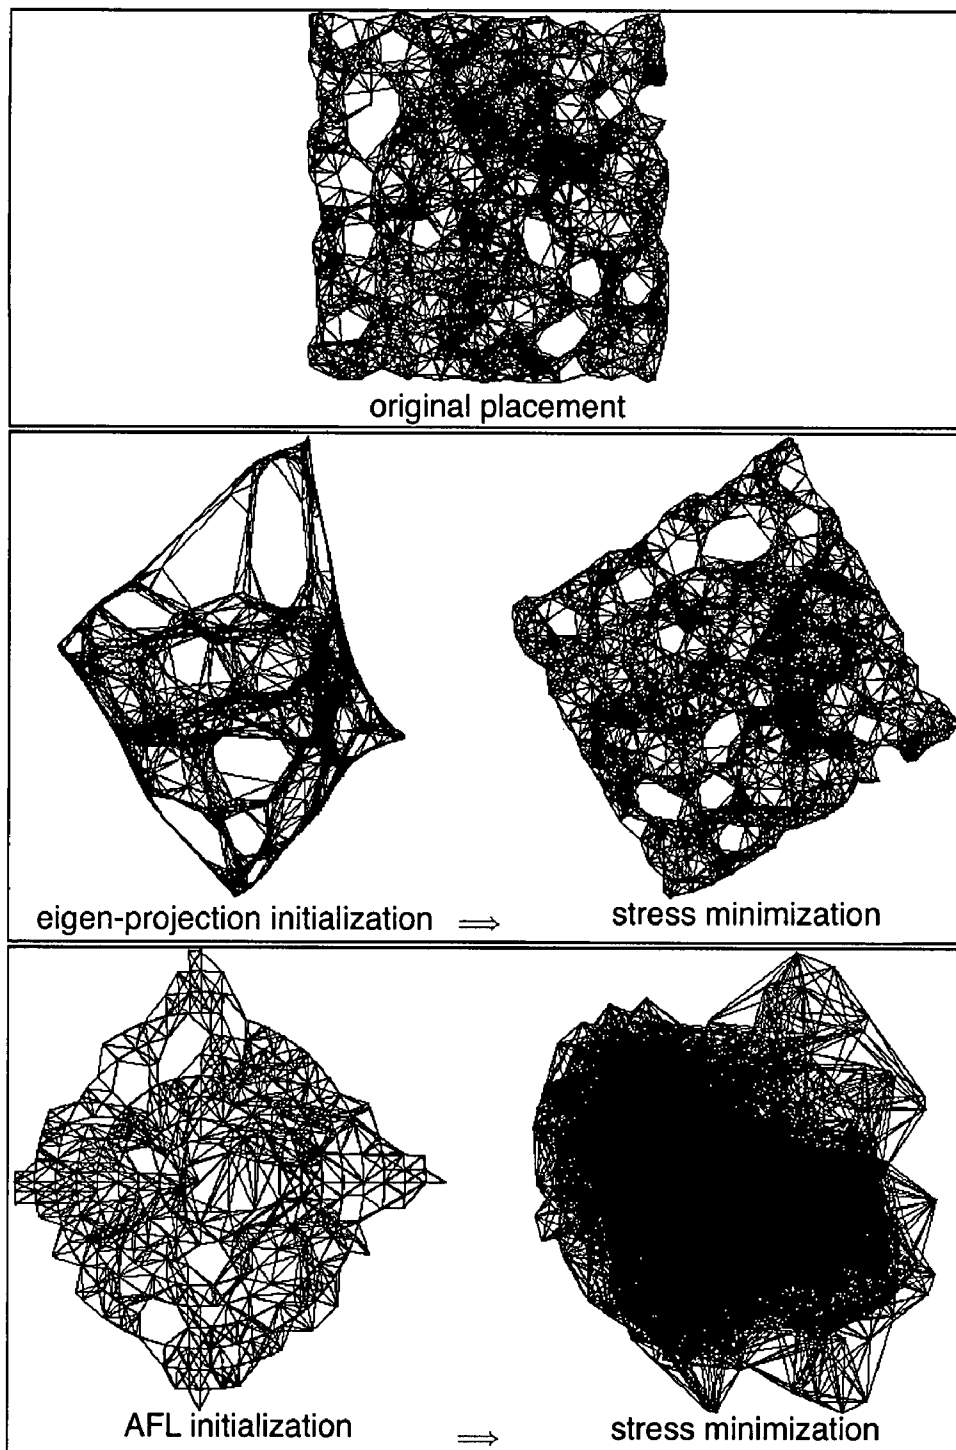 original placement
eigen-projection initialization ⇒ stress minimization
AFL initialization ⇒ stress minimization